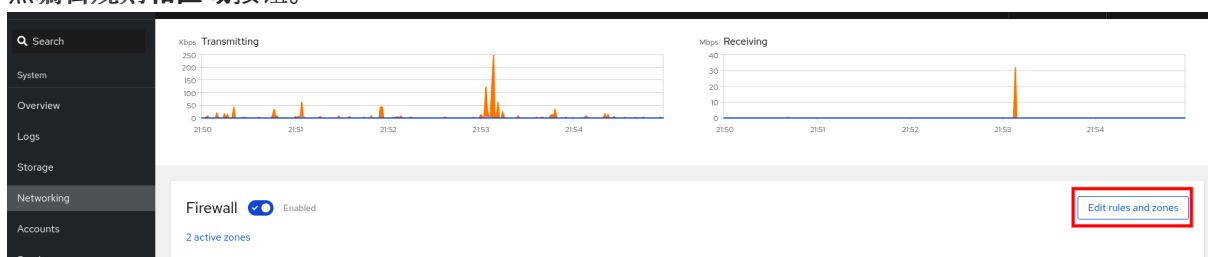 Search
System
Overview
Logs
Storage
Networking
Accounts
Kbps Transmitting
250
200
150
100
50
0
21:50
21:51
21:52
21:53
21:54
Mbps Receiving
40
30
20
10
0
21:50
21:51
21:52
21:53
21:54
Firewall Enabled
Edit rules and zones
2 active zones